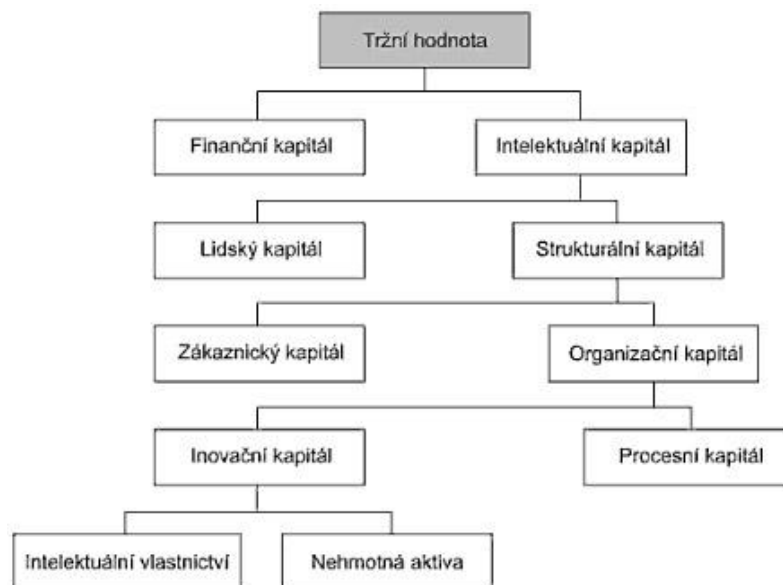 Tržní hodnota
Finanční kapitál
Intelektuální kapitál
Lidský kapitál
Strukturální kapitál
Zákaznický kapitál
Organizační kapitál
Inovační kapitál
Procesní kapitál
Intelektuální vlastnictví
Nehmotná aktiva